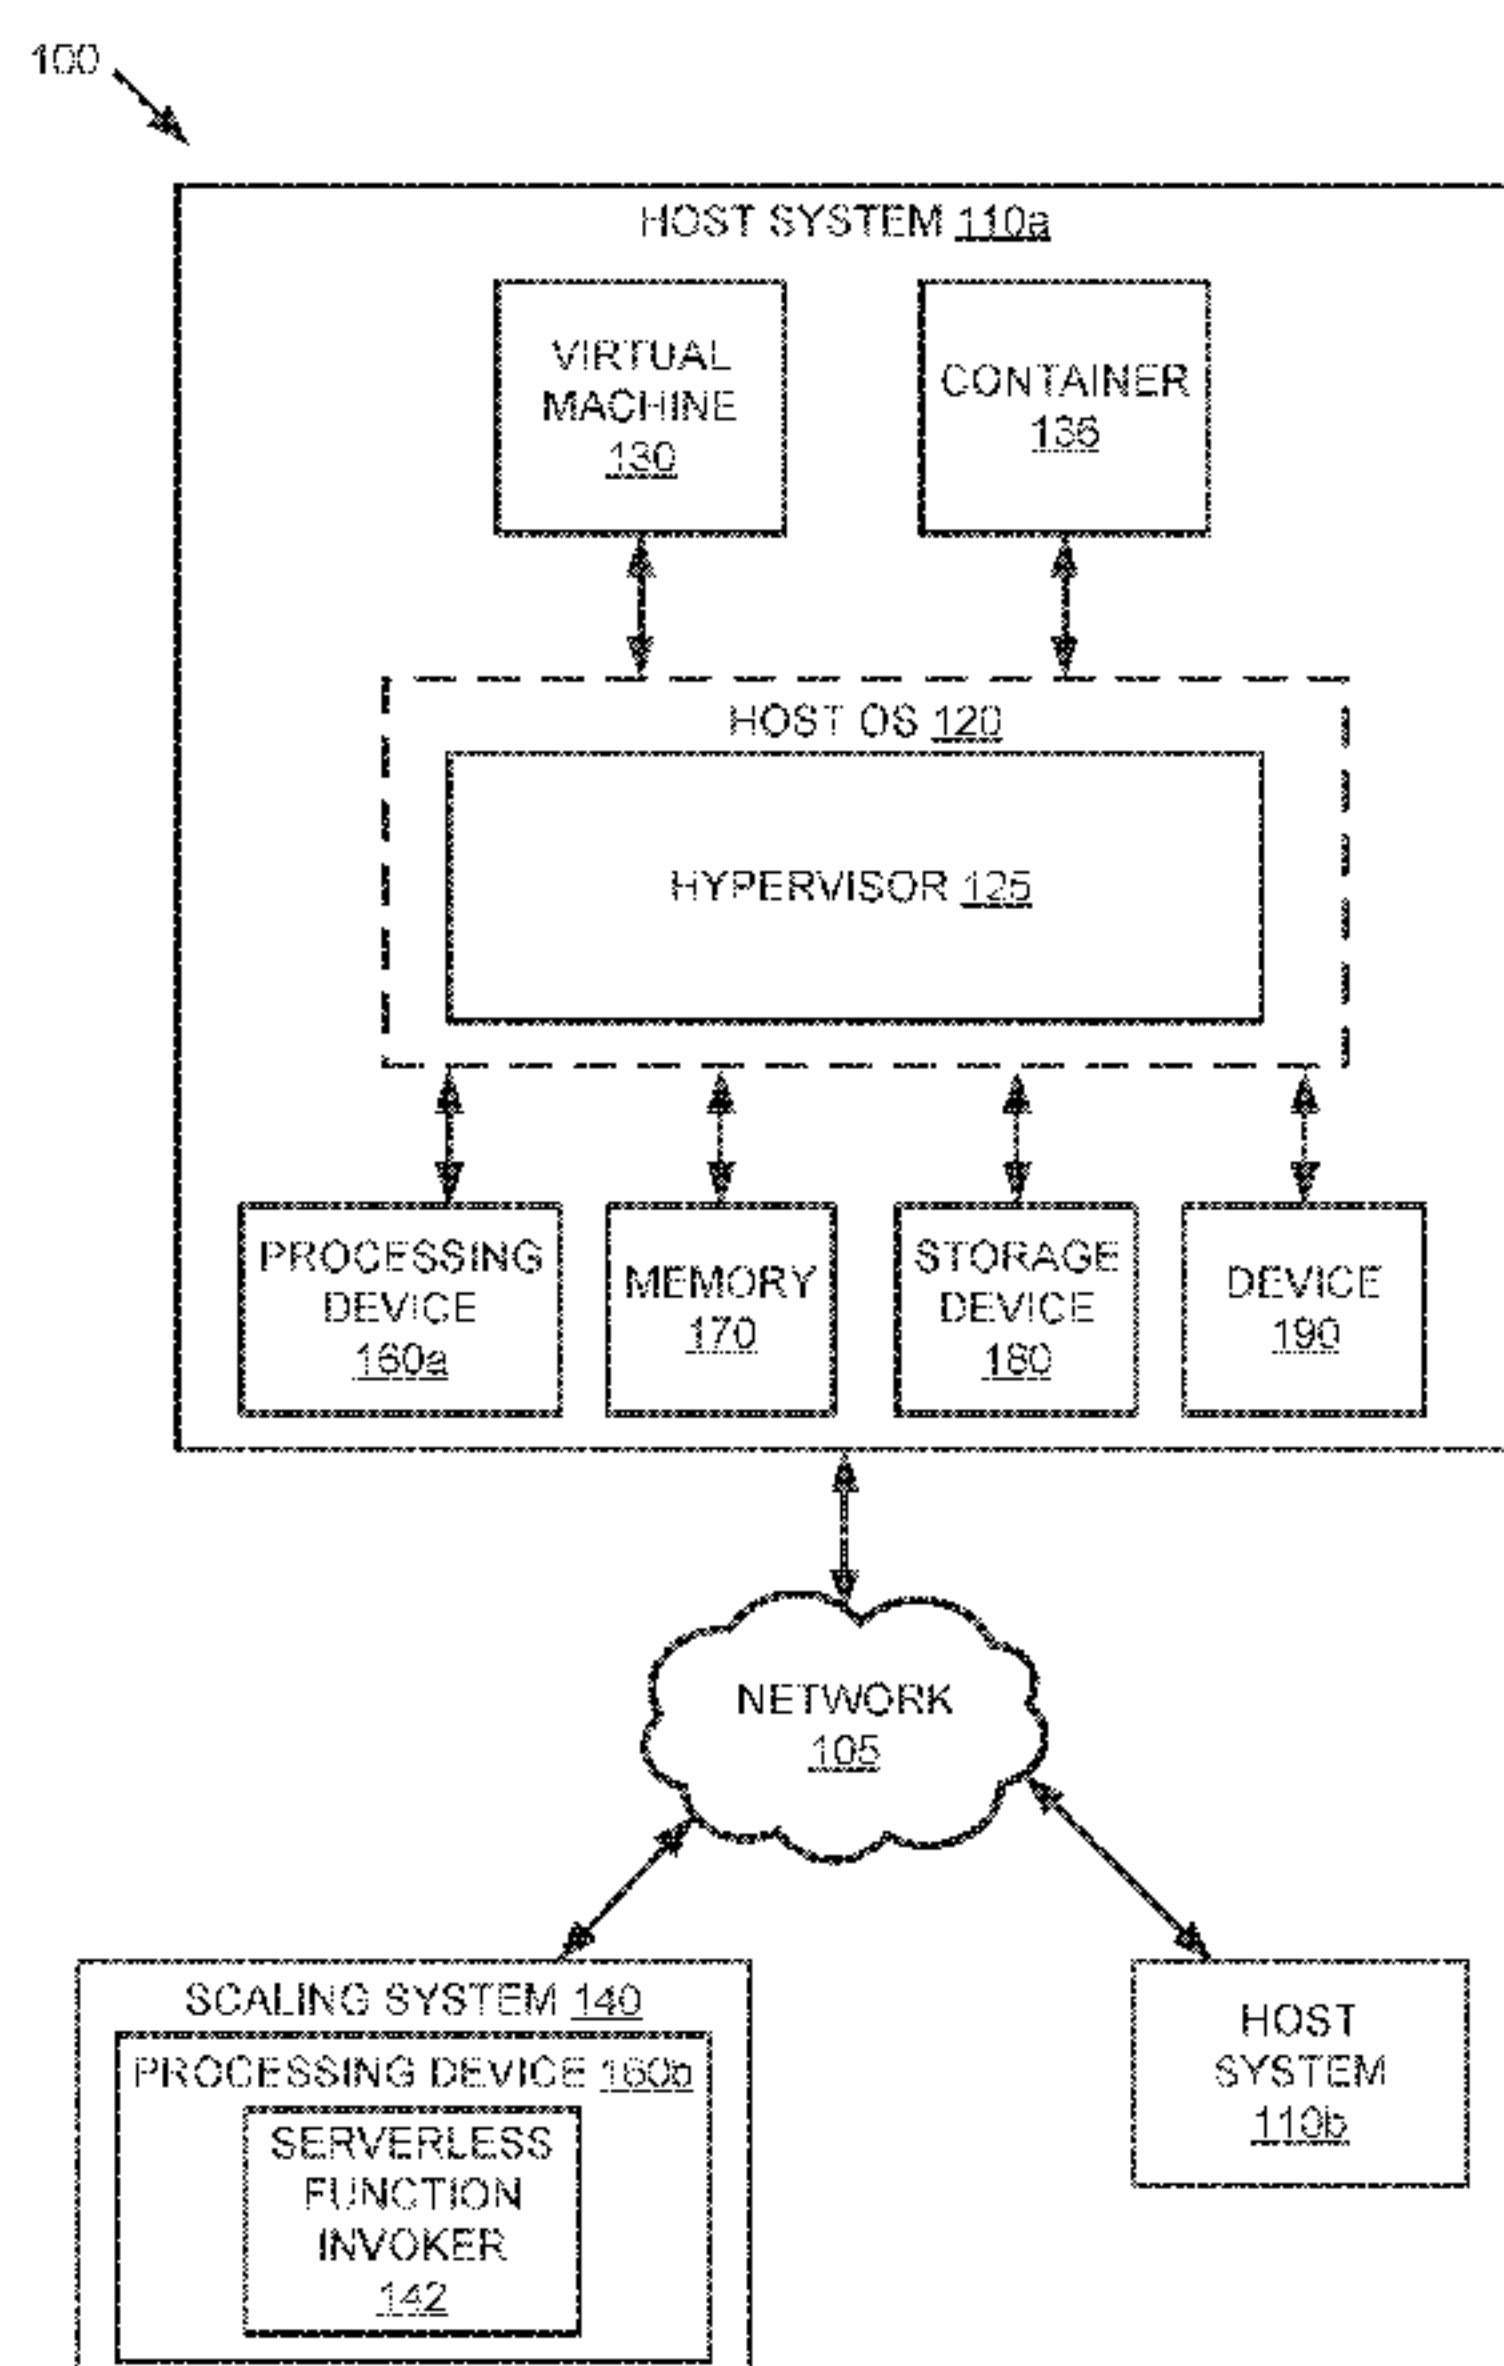 100
HOST SYSTEM 110a
VIRTUAL
MACHINE
130
CONTAINER
135
HOST OS 120
HYPERVISOR 125
PROCESSING
DEVICE
160a
MEMORY
170
STORAGE
DEVICE
180
DEVICE
190
NETWORK
105
SCALING SYSTEM 140
PROCESSING DEVICE 160b
SERVERLESS
FUNCTION
INVOKER
142
HOST
SYSTEM
110b